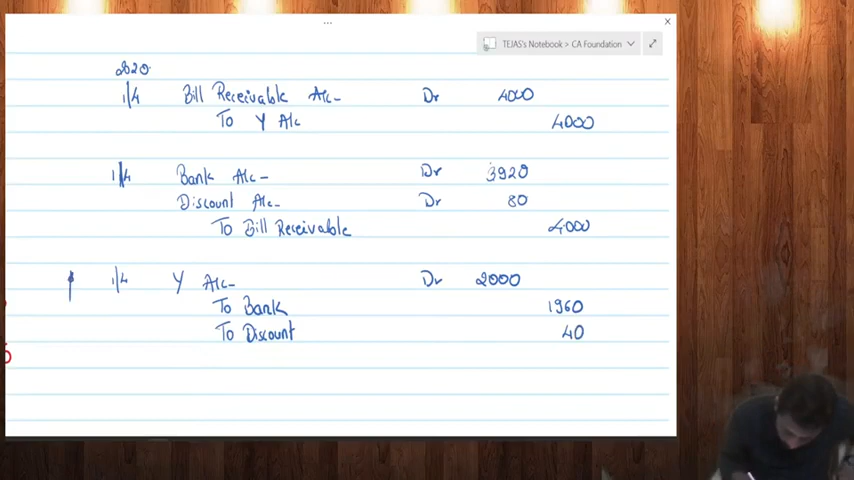 TEJAS's Notebook > CA Foundation
2020
1/4 Bill Receivable A/c- Dr 4000
To Y A/c 4000
1/4 Bank A/c- Dr 3920
Discount A/c- Dr 80
To Bill Receivable 4000
1/4 Y A/c- Dr 2000
To Bank 1960
To Discount 40